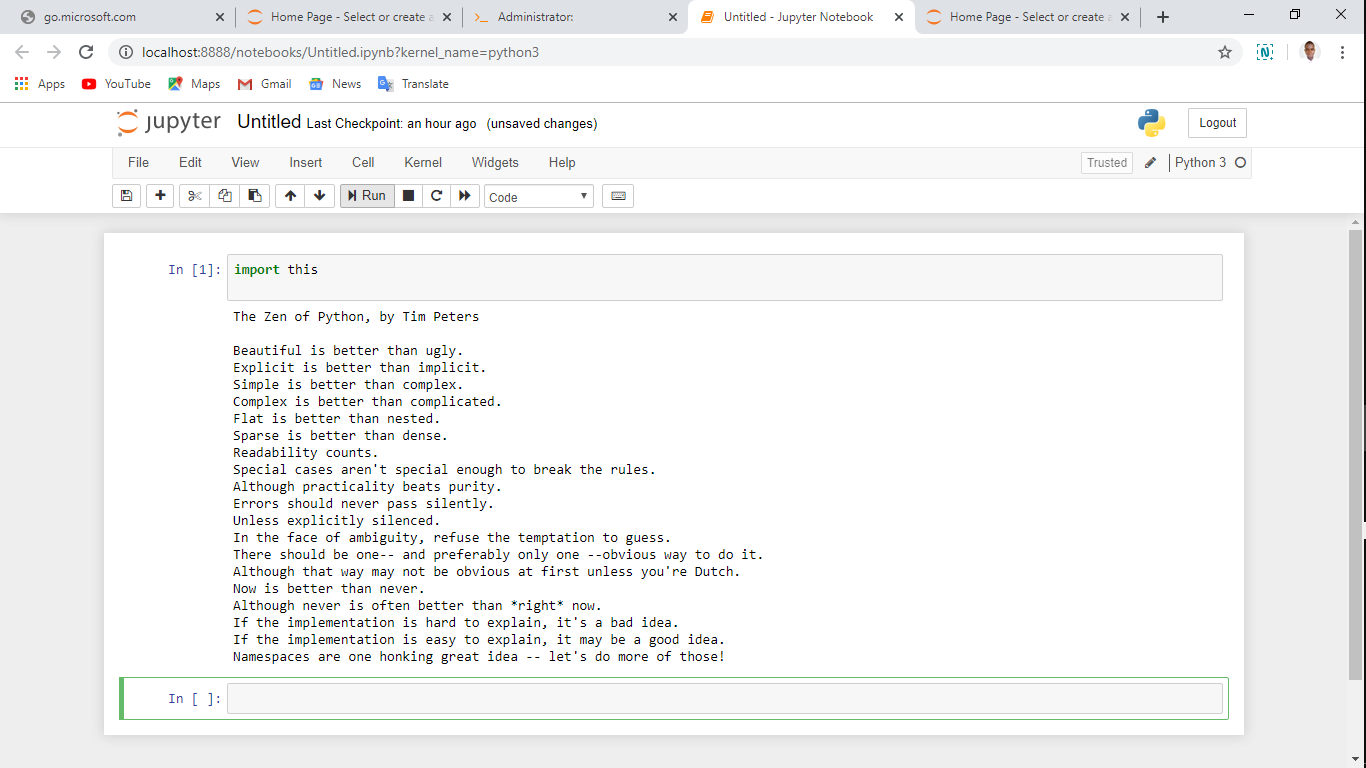 go.microsoft.com
Home Page - Select or create a
Administrator:
Untitled - Jupyter Notebook
Home Page - Select or create a
localhost:8888/notebooks/Untitled.ipynb?kernel_name=python3
Apps YouTube Maps Gmail News Translate
jupyter Untitled Last Checkpoint: an hour ago (unsaved changes) Logout
File Edit View Insert Cell Kernel Widgets Help Trusted Python 3
Run Code
In [1]: import this
The Zen of Python, by Tim Peters
Beautiful is better than ugly.
Explicit is better than implicit.
Simple is better than complex.
Complex is better than complicated.
Flat is better than nested.
Sparse is better than dense.
Readability counts.
Special cases aren't special enough to break the rules.
Although practicality beats purity.
Errors should never pass silently.
Unless explicitly silenced.
In the face of ambiguity, refuse the temptation to guess.
There should be one-- and preferably only one --obvious way to do it.
Although that way may not be obvious at first unless you're Dutch.
Now is better than never.
Although never is often better than *right* now.
If the implementation is hard to explain, it's a bad idea.
If the implementation is easy to explain, it may be a good idea.
Namespaces are one honking great idea -- let's do more of those!
In [ ]: